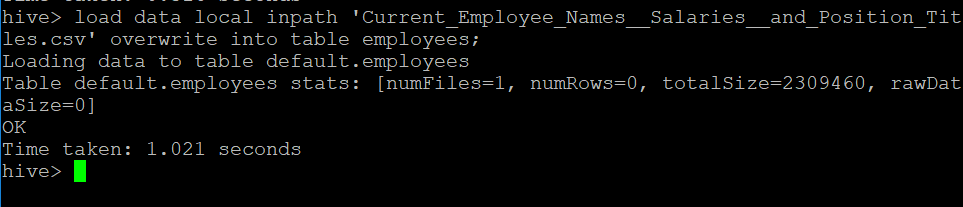 hive> load data local inpath 'Current_Employee_Names__Salaries__and_Position_Tit
les.csv' overwrite into table employees;
Loading data to table default.employees
Table default.employees stats: [numFiles=1, numRows=0, totalSize=2309460, rawDat
aSize=0]
OK
Time taken: 1.021 seconds
hive>